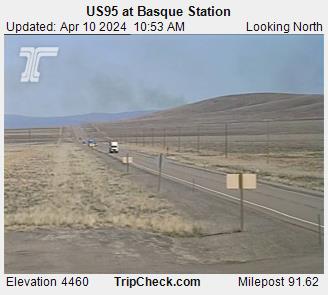 US95 at Basque Station
Updated: Apr 10 2024 10:53 AM Looking North
Elevation 4460 TripCheck.com Milepost 91.62